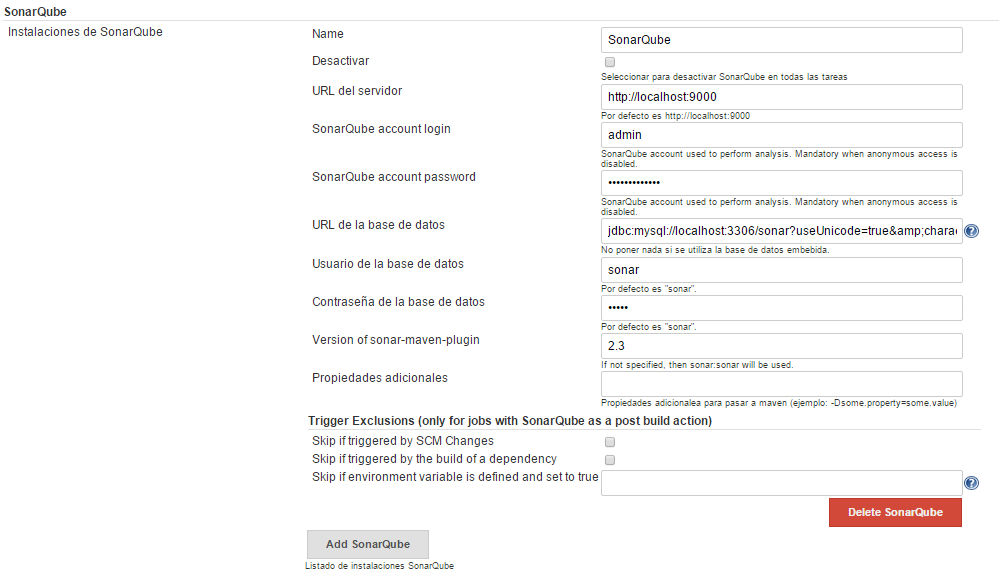 SonarQube
Instalaciones de SonarQube
Name
SonarQube
Desactivar
Seleccionar para desactivar SonarQube en todas las tareas
URL del servidor
http://localhost:9000
Por defecto es http://localhost:9000
SonarQube account login
admin
SonarQube account used to perform analysis. Mandatory when anonymous access is
disabled.
SonarQube account password
•••••••••••••
SonarQube account used to perform analysis. Mandatory when anonymous access is
disabled.
URL de la base de datos
jdbc:mysql://localhost:3306/sonar?useUnicode=true&amp;charac
No poner nada si se utiliza la base de datos embebida.
Usuario de la base de datos
sonar
Por defecto es "sonar".
Contraseña de la base de datos
•••••
Por defecto es "sonar".
Version of sonar-maven-plugin
2.3
If not specified, then sonar:sonar will be used.
Propiedades adicionales
Propiedades adicionalea para pasar a maven (ejemplo: -Dsome.property=some.value)
Trigger Exclusions (only for jobs with SonarQube as a post build action)
Skip if triggered by SCM Changes
Skip if triggered by the build of a dependency
Skip if environment variable is defined and set to true
Delete SonarQube
Add SonarQube
Listado de instalaciones SonarQube